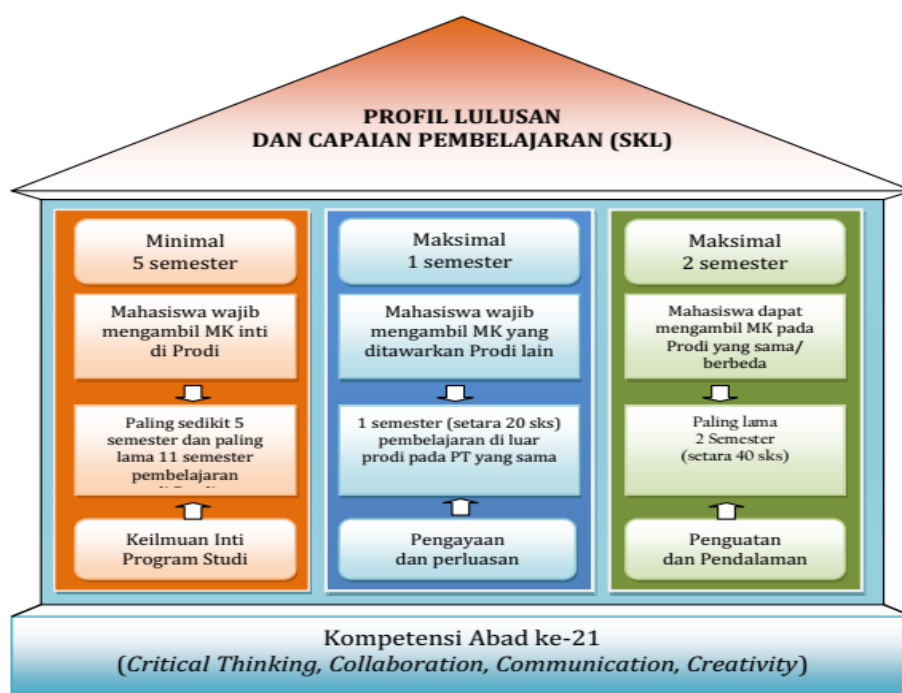 PROFIL LULUSAN
DAN CAPAIAN PEMBELAJARAN (SKL)
Minimal
5 semester
Mahasiswa wajib
mengambil MK inti
di Prodi
Paling sedikit 5
semester dan paling
lama 11 semester
pembelajaran
Keilmuan Inti
Program Studi
Maksimal
1 semester
Mahasiswa wajib
mengambil MK yang
ditawarkan Prodi lain
1 semester (setara 20 sks)
pembelajaran di luar
prodi pada PT yang sama
Pengayaan
dan perluasan
Maksimal
2 semester
Mahasiswa dapat
mengambil MK pada
Prodi yang sama/
berbeda
Paling lama
2 Semester
(setara 40 sks)
Penguatan
dan Pendalaman
Kompetensi Abad ke-21
(Critical Thinking, Collaboration, Communication, Creativity)